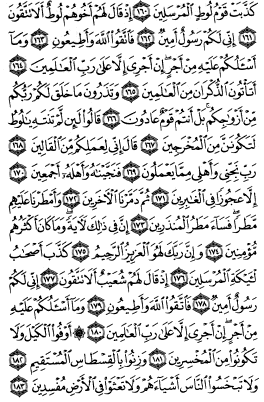 كَذَّبَتْ قَوْمُ لُوطٍ الْمُرْسَلِينَ ١٦٠ إِذْ قَالَ لَهُمْ أَخُوهُمْ لُوطٌ أَلَا تَتَّقُونَ
١٦١ إِنِّي لَكُمْ رَسُولٌ أَمِينٌ ١٦٢ فَاتَّقُوا اللَّهَ وَأَطِيعُونِ ١٦٣ وَمَا
أَسْأَلُكُمْ عَلَيْهِ مِنْ أَجْرٍ إِنْ أَجْرِيَ إِلَّا عَلَىٰ رَبِّ الْعَالَمِينَ ١٦٤
أَتَأْتُونَ الذُّكْرَانَ مِنَ الْعَالَمِينَ ١٦٥ وَتَذَرُونَ مَا خَلَقَ لَكُمْ رَبُّكُمْ
مِنْ أَزْوَاجِكُمْ بَلْ أَنْتُمْ قَوْمٌ عَادُونَ ١٦٦ قَالُوا لَئِنْ لَمْ تَنْتَهِ يَا لُوطُ
لَتَكُونَنَّ مِنَ الْمُخْرَجِينَ ١٦٧ قَالَ إِنِّي لِعَمَلِكُمْ مِنَ الْقَالِينَ ١٦٨
رَبِّ نَجِّنِي وَأَهْلِي مِمَّا يَعْمَلُونَ ١٦٩ فَنَجَّيْنَاهُ وَأَهْلَهُ أَجْمَعِينَ ١٧٠
إِلَّا عَجُوزًا فِي الْغَابِرِينَ ١٧١ ثُمَّ دَمَّرْنَا الْآخَرِينَ ١٧٢ وَأَمْطَرْنَا عَلَيْهِمْ
مَطَرًا فَسَاءَ مَطَرُ الْمُنْذَرِينَ ١٧٣ إِنَّ فِي ذَٰلِكَ لَآيَةً وَمَا كَانَ أَكْثَرُهُمْ
مُؤْمِنِينَ ١٧٤ وَإِنَّ رَبَّكَ لَهُوَ الْعَزِيزُ الرَّحِيمُ ١٧٥ كَذَّبَ أَصْحَابُ
لْـَٔيْكَةِ الْمُرْسَلِينَ ١٧٦ إِذْ قَالَ لَهُمْ شُعَيْبٌ أَلَا تَتَّقُونَ ١٧٧ إِنِّي لَكُمْ
رَسُولٌ أَمِينٌ ١٧٨ فَاتَّقُوا اللَّهَ وَأَطِيعُونِ ١٧٩ وَمَا أَسْأَلُكُمْ عَلَيْهِ
مِنْ أَجْرٍ إِنْ أَجْرِيَ إِلَّا عَلَىٰ رَبِّ الْعَالَمِينَ ١٨٠ ۞ أَوْفُوا الْكَيْلَ وَلَا
تَكُونُوا مِنَ الْمُخْسِرِينَ ١٨١ وَزِنُوا بِالْقِسْطَاسِ الْمُسْتَقِيمِ ١٨٢
وَلَا تَبْخَسُوا النَّاسَ أَشْيَاءَهُمْ وَلَا تَعْثَوْا فِي الْأَرْضِ مُفْسِدِينَ ١٨٣